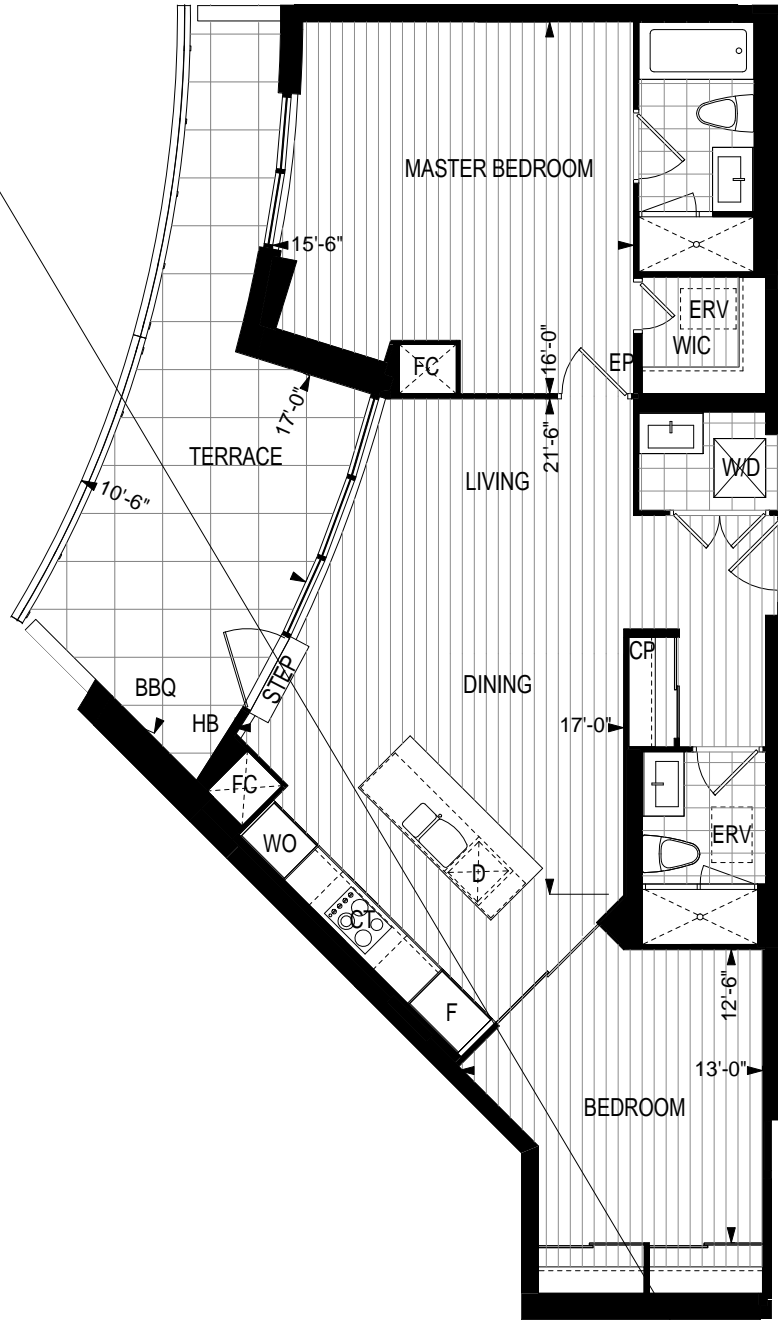 MASTER BEDROOM
15'-6"
ERV
WIC
16'-0"
EP
FC
17'-0"
21'-6"
TERRACE
LIVING
W/D
10'-6"
CP
STEP
DINING
BBQ
HB
17'-0"
FC
WO
ERV
D
CT
12'-6"
F
13'-0"
BEDROOM